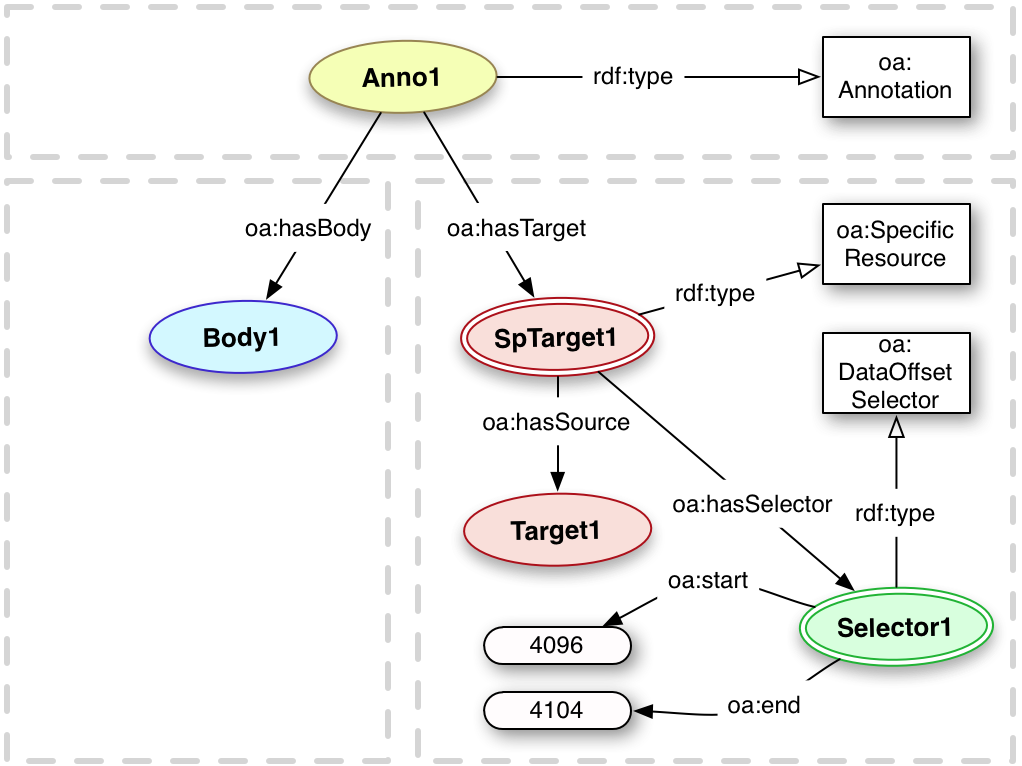 Anno1
rdf:type
oa:
Annotation
oa:hasBody
oa:hasTarget
oa:Specific
Resource
rdf:type
Body1
SpTarget1
oa:
DataOffset
Selector
oa:hasSource
oa:hasSelector
rdf:type
Target1
oa:start
Selector1
4096
4104
oa:end